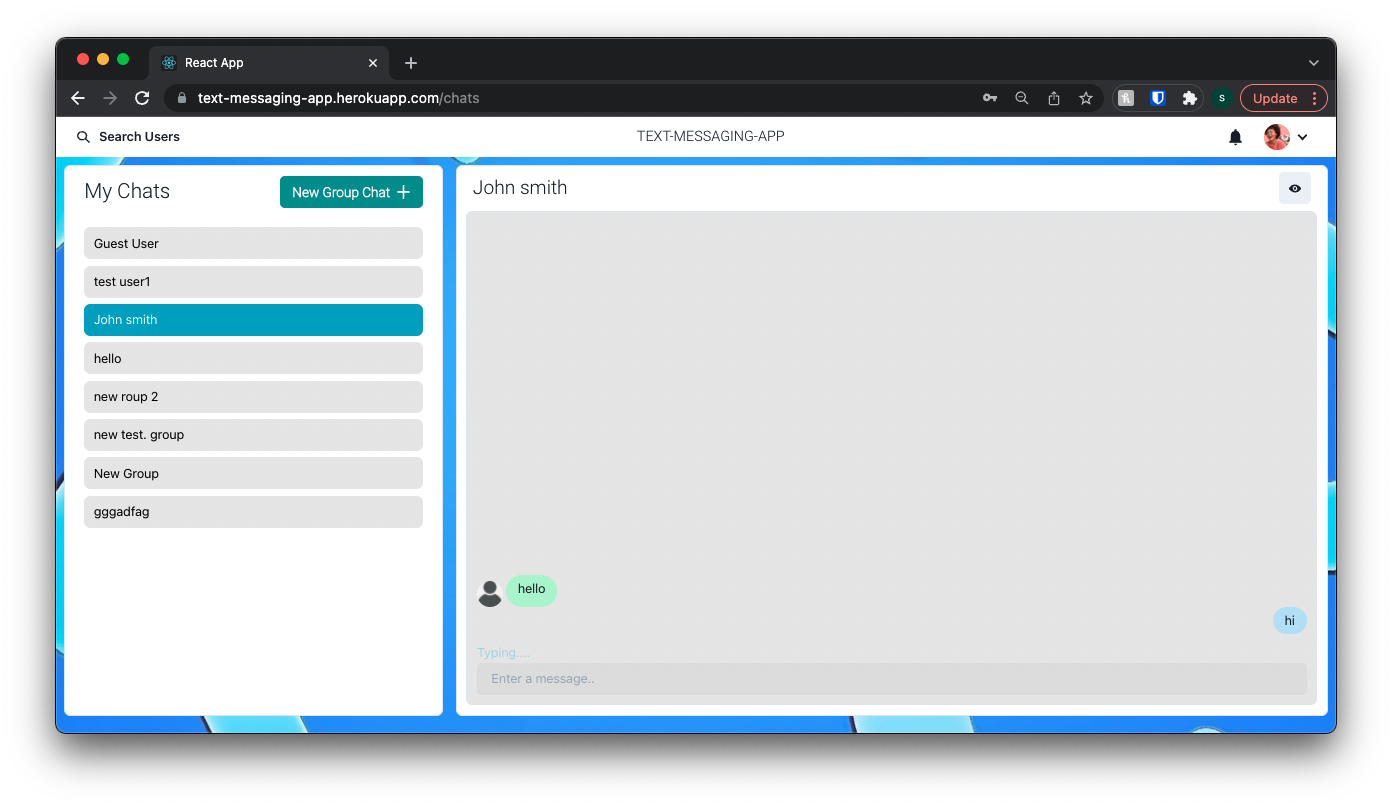 React App
text-messaging-app.herokuapp.com/chats
S
Update
Search Users
TEXT-MESSAGING-APP
My Chats
New Group Chat
Guest User
test user1
John smith
hello
new roup 2
new test. group
New Group
gggadfag
John smith
hello
hi
Typing....
Enter a message..